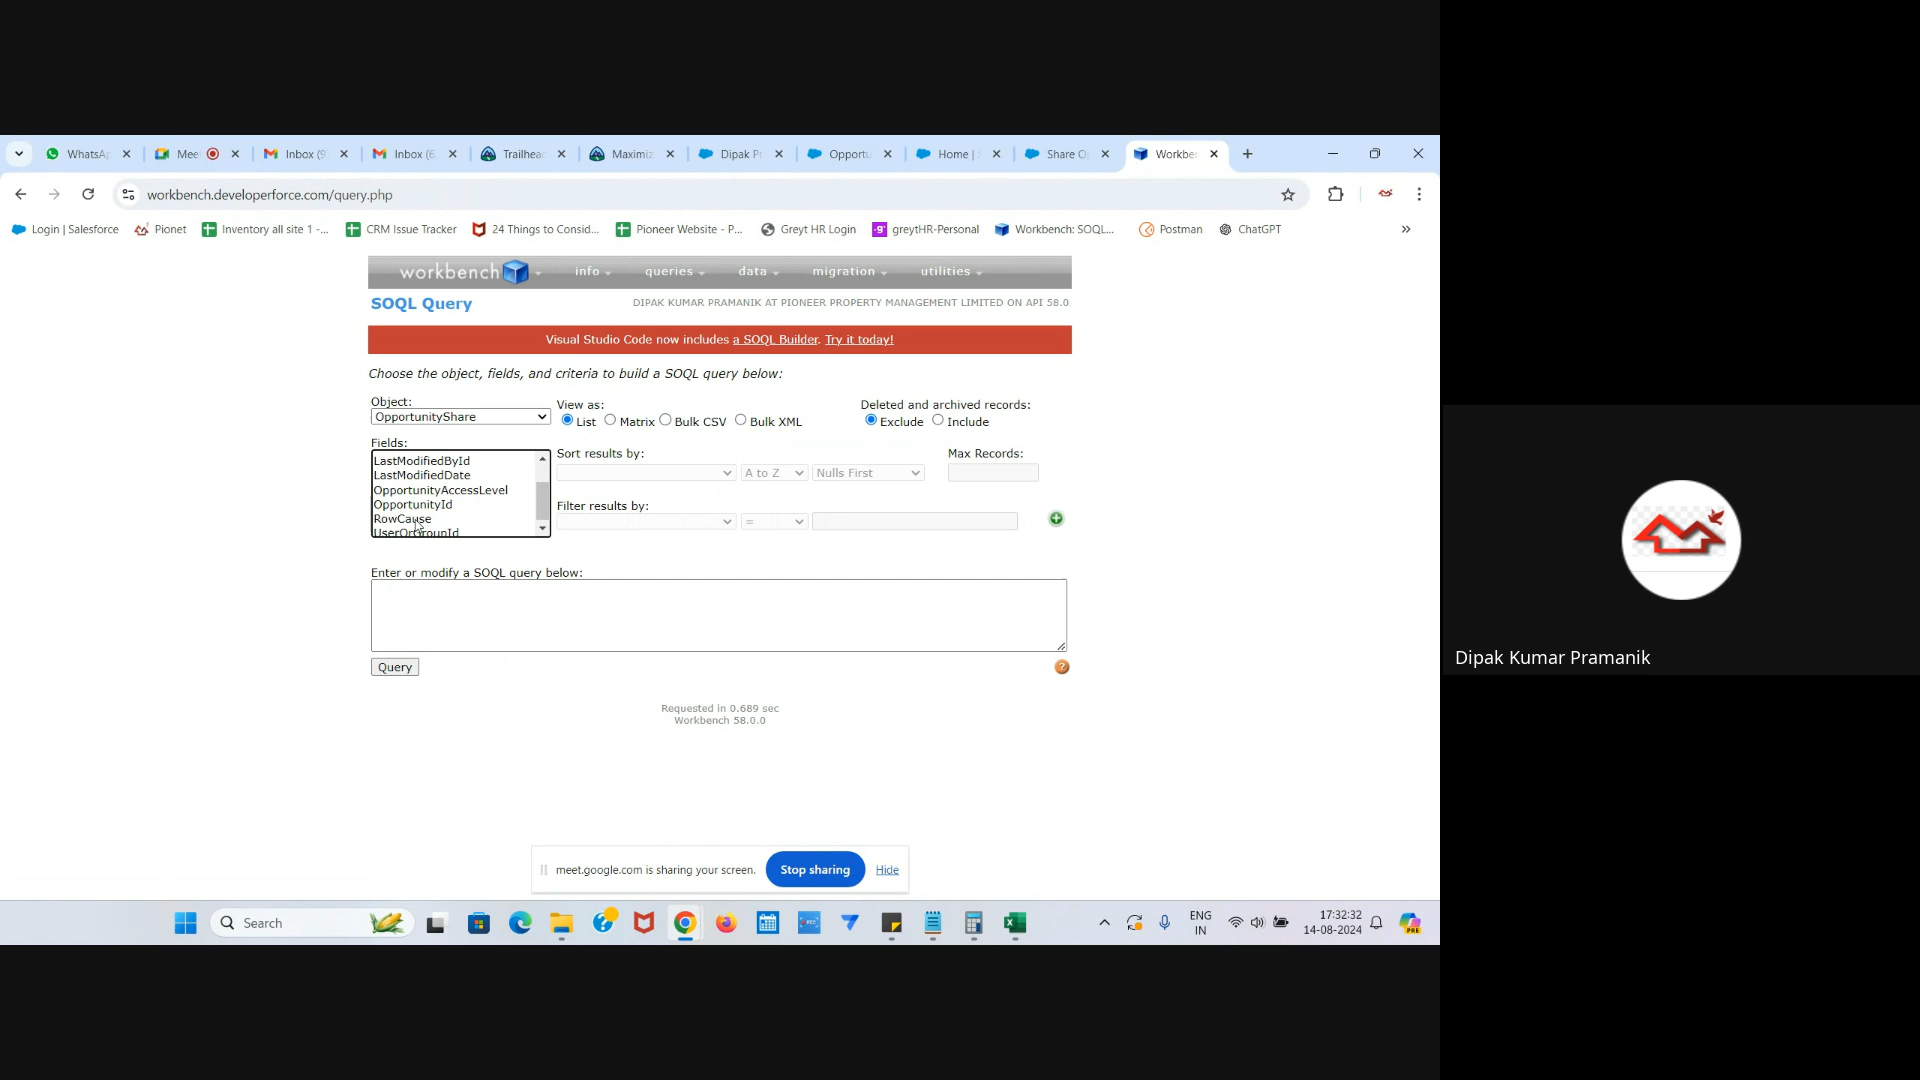 WhatsAp
Mee
Inbox (9
Inbox (6
Trailhea
Maximiz
Dipak Pr
Opportu
Home | S
Share O
Workbe
workbench.developerforce.com/query.php
Login | Salesforce
Pionet
Inventory all site 1 -...
CRM Issue Tracker
24 Things to Consid...
Pioneer Website - P...
Greyt HR Login
greytHR-Personal
Workbench: SOQL...
Postman
ChatGPT
workbench
info
queries
data
migration
utilities
SOQL Query
DIPAK KUMAR PRAMANIK AT PIONEER PROPERTY MANAGEMENT LIMITED ON API 58.0
Visual Studio Code now includes a SOQL Builder. Try it today!
Choose the object, fields, and criteria to build a SOQL query below:
Object:
OpportunityShare
View as:
List Matrix Bulk CSV Bulk XML
Deleted and archived records:
Exclude Include
Fields:
LastModifiedById
LastModifiedDate
OpportunityAccessLevel
OpportunityId
RowCause
UserOrGroupId
Sort results by:
A to Z
Nulls First
Max Records:
Filter results by:
=
Enter or modify a SOQL query below:
Query
Requested in 0.689 sec
Workbench 58.0.0
meet.google.com is sharing your screen.
Stop sharing
Hide
Search
ENG
IN
17:32:32
14-08-2024
PRE
Dipak Kumar Pramanik